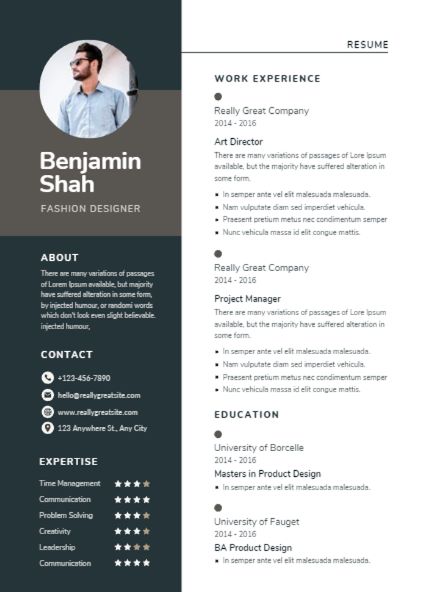 RESUME
Benjamin
Shah
FASHION DESIGNER
ABOUT
There are many variations of passages
of Lorem Ipsum available, but majority
have suffered alteration in some form,
by injected humour, or random words
which don't look even slight believable.
injected humour,
CONTACT
+123-456-7890
hello@reallygreatsite.com
www.reallygreatsite.com
123 Anywhere St., Any City
EXPERTISE
Time Management
Communication
Problem Solving
Creativity
Leadership
Communication
WORK EXPERIENCE
Really Great Company
2014 - 2016
Art Director
There are many variations of passages of Lore Ipsum
available, but the majority have suffered alteration in
some form.
In semper ante vel elit malesuada malesuada.
Nam vulputate diam sed imperdiet vehicula.
Praesent pretium metus nec condimentum semper
Nunc vehicula massa id elit congue mattis.
Really Great Company
2014 - 2016
Project Manager
There are many variations of passages of Lore Ipsum
available, but the majority have suffered alteration in
some form.
In semper ante vel elit malesuada malesuada.
Nam vulputate diam sed imperdiet vehicula.
Praesent pretium metus nec condimentum semper
Nunc vehicula massa id elit congue mattis.
EDUCATION
University of Borcelle
2014 - 2016
Masters in Product Design
In semper ante vel elit malesuada malesuada.
University of Fauget
2014 - 2016
BA Product Design
In semper ante vel elit malesuada malesuada.